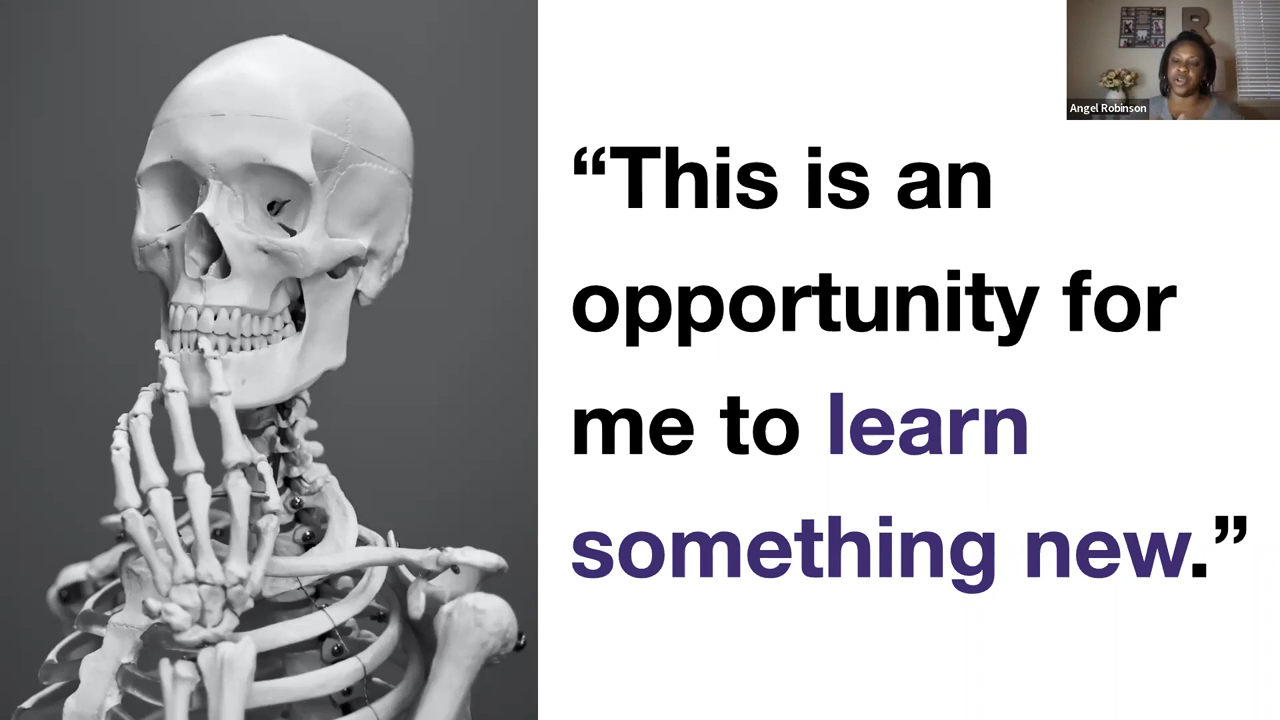 R
Angel Robinson
“This is an
opportunity for
me to learn
something new.”